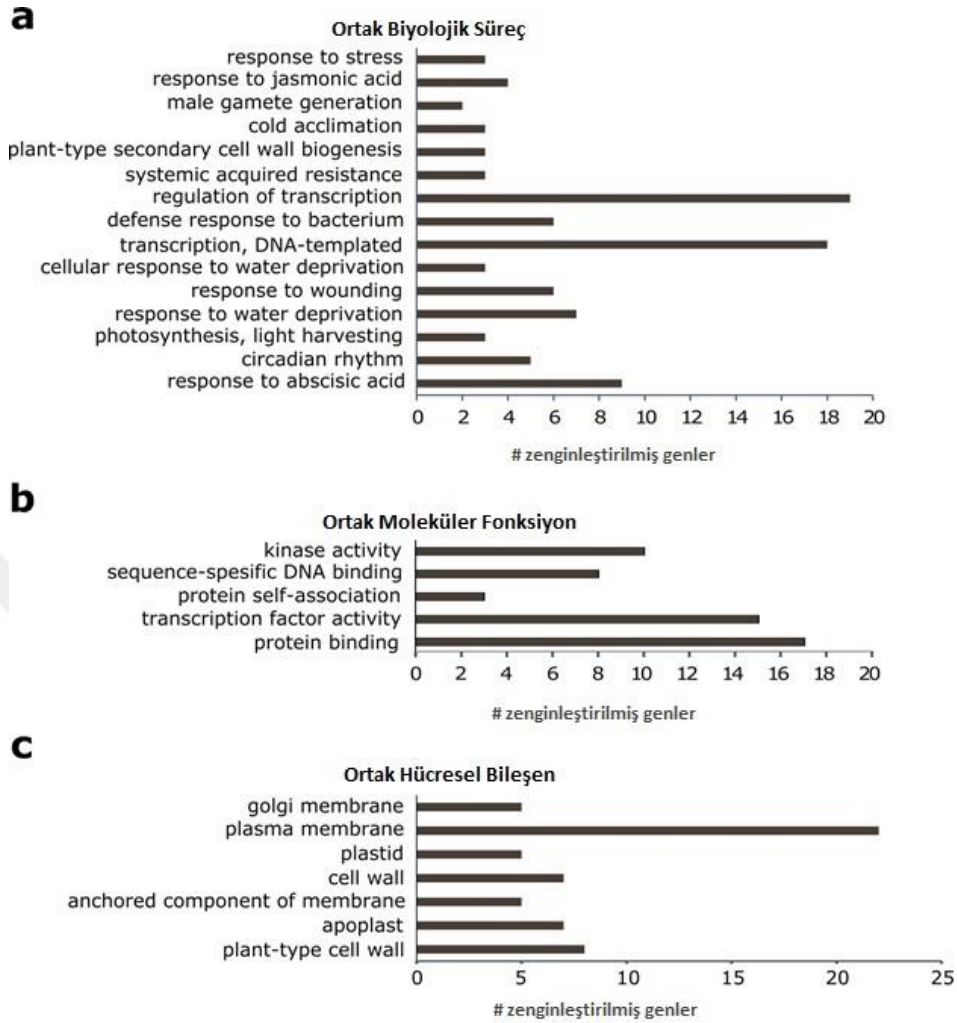 a
Ortak Biyolojik Süreç
response to stress
response to jasmonic acid
male gamete generation
cold acclimation
plant-type secondary cell wall biogenesis
systemic acquired resistance
regulation of transcription
defense response to bacterium
transcription, DNA-templated
cellular response to water deprivation
response to wounding
response to water deprivation
photosynthesis, light harvesting
circadian rhythm
response to abscisic acid
0 2 4 6 8 10 12 14 16 18 20
# zenginleştirilmiş genler
b
Ortak Moleküler Fonksiyon
kinase activity
sequence-spesific DNA binding
protein self-association
transcription factor activity
protein binding
0 2 4 6 8 10 12 14 16 18 20
# zenginleştirilmiş genler
c
Ortak Hücresel Bileşen
golgi membrane
plasma membrane
plastid
cell wall
anchored component of membrane
apoplast
plant-type cell wall
0 5 10 15 20 25
# zenginleştirilmiş genler